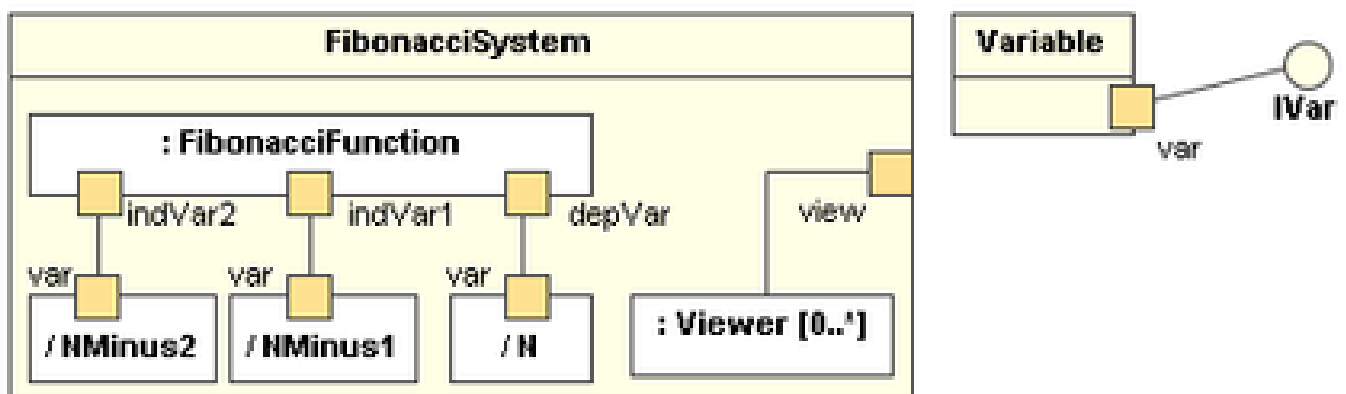 FibonacciSystem
: FibonacciFunction
indVar2
indVar1
depVar
view
var
var
var
/ NMinus2
/ NMinus1
/ N
: Viewer [0..*]
Variable
IVar
var